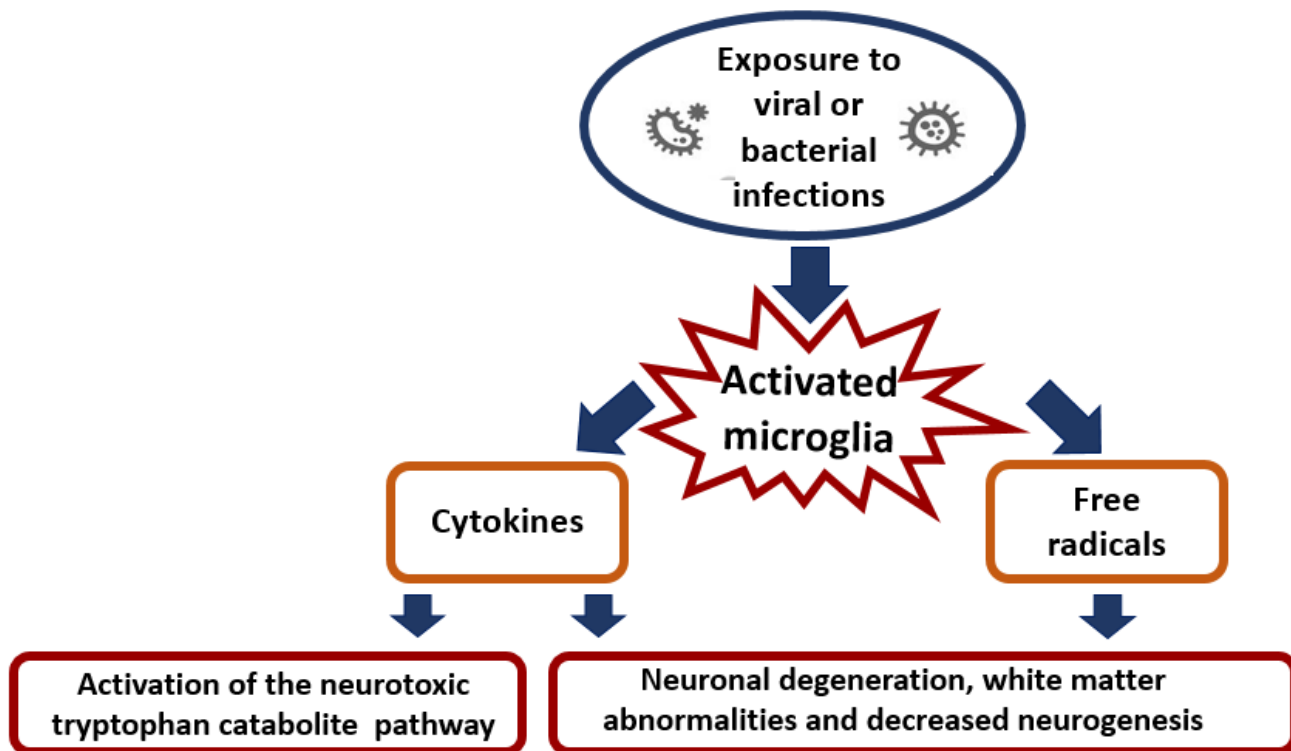 Exposure to
viral or
bacterial
infections
Activated
microglia
Cytokines
Free
radicals
Activation of the neurotoxic
tryptophan catabolite pathway
Neuronal degeneration, white matter
abnormalities and decreased neurogenesis